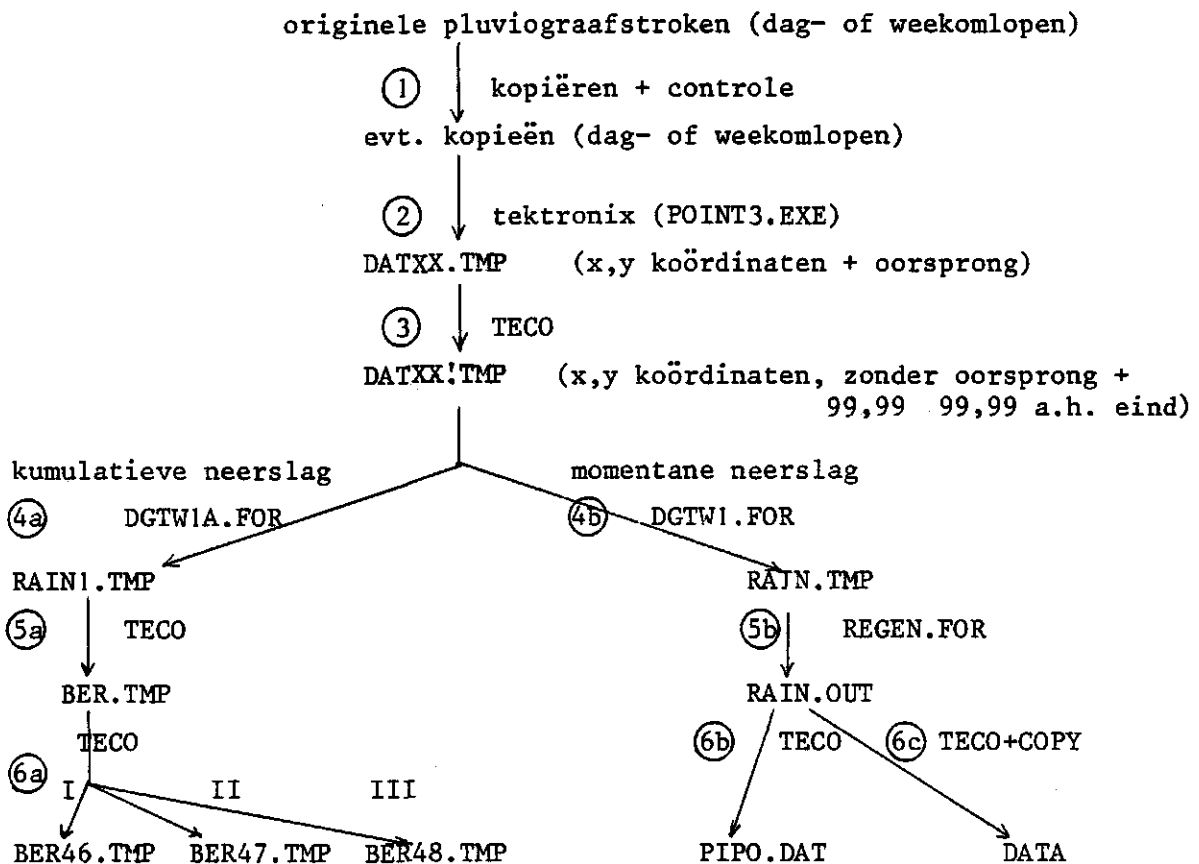 originele pluviograafstroken (dag- of weekomlopen)
1 kopiëren + controle
evt. kopieën (dag- of weekomlopen)
2 tektronix (POINT3.EXE)
DATXX.TMP (x,y koördinaten + oorsprong)
3 TECO
DATXX!TMP (x,y koördinaten, zonder oorsprong +
99,99 99,99 a.h. eind)
kumulatieve neerslag momentane neerslag
4a DGTW1A.FOR 4b DGTW1.FOR
RAIN1.TMP RAIN.TMP
5a TECO 5b REGEN.FOR
BER.TMP RAIN.OUT
TECO 6b TECO 6c TECO+COPY
6a I II III
BER46.TMP BER47.TMP BER48.TMP PIPO.DAT DATA